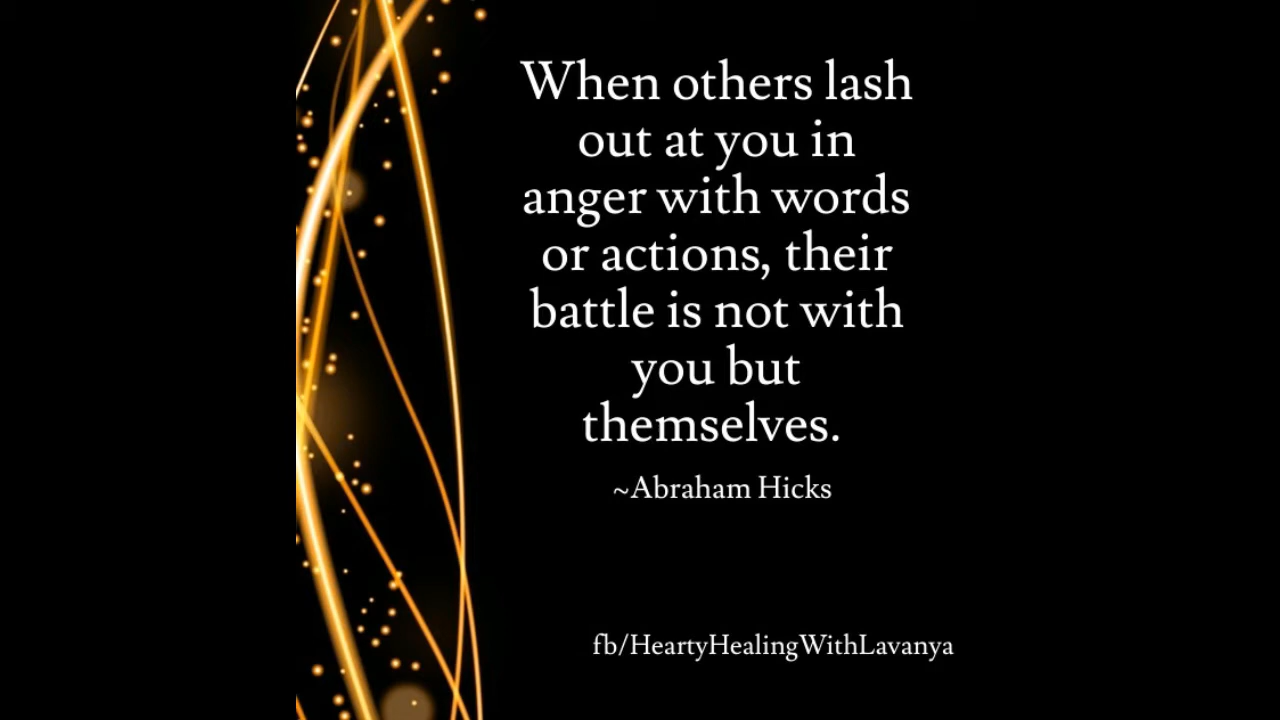 When others lash
out at you in
anger with words
or actions, their
battle is not with
you but
themselves.
~Abraham Hicks
fb/HeartyHealingWithLavanya